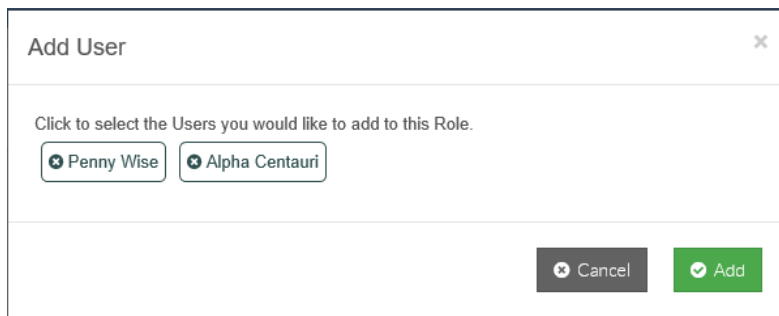 Add User
Click to select the Users you would like to add to this Role.
Penny Wise Alpha Centauri
Cancel Add